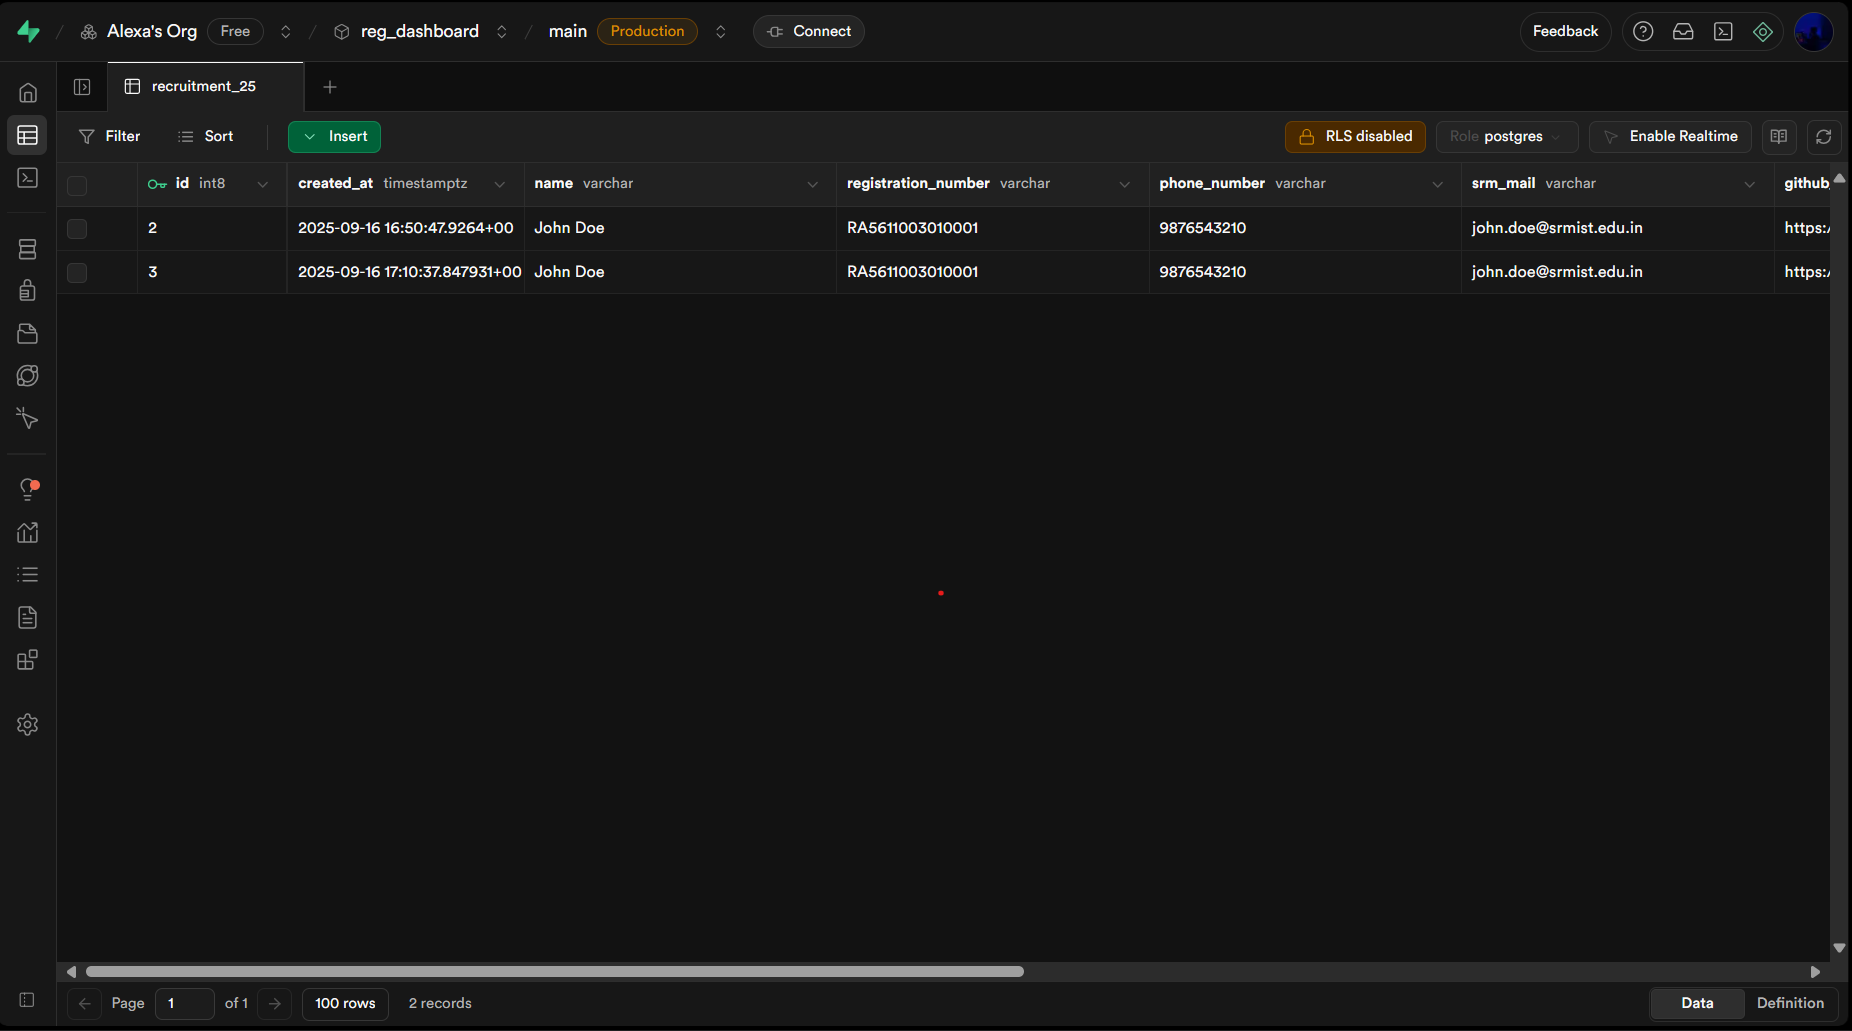 Alexa's Org Free reg_dashboard main Production Connect Feedback
recruitment_25
Filter Sort Insert RLS disabled Role postgres Enable Realtime
id int8 created_at timestamptz name varchar registration_number varchar phone_number varchar srm_mail varchar github_
2 2025-09-16 16:50:47.9264+00 John Doe RA5611003010001 9876543210 john.doe@srmist.edu.in https:/
3 2025-09-16 17:10:37.847931+00 John Doe RA5611003010001 9876543210 john.doe@srmist.edu.in https:/
Page 1 of 1 100 rows 2 records Data Definition